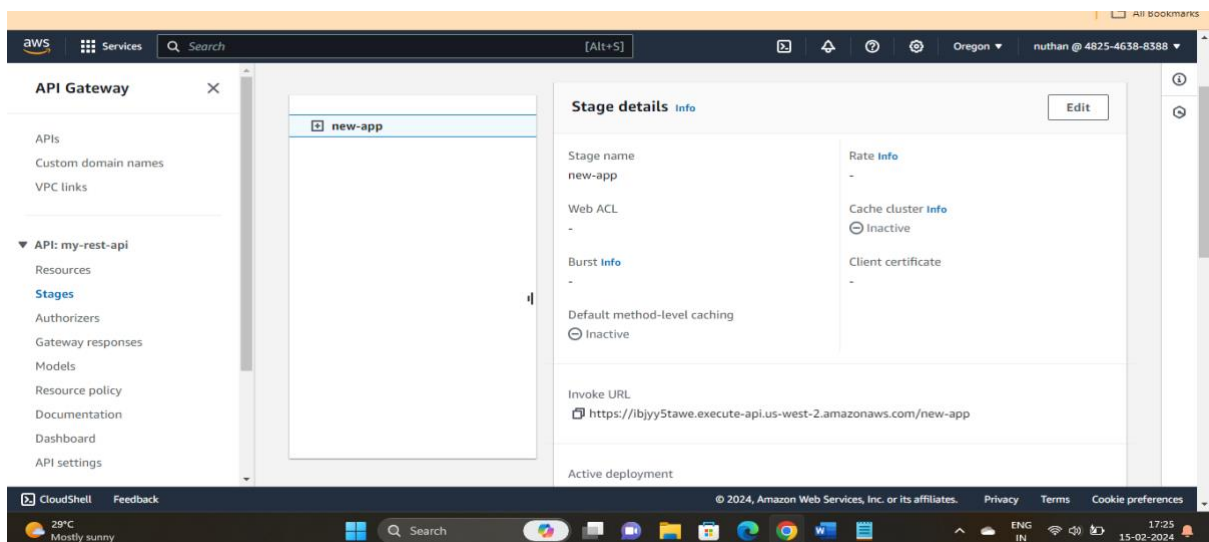 All Bookmarks
aws Services Search [Alt+S] Oregon nuthan @ 4825-4638-8388
API Gateway
APIs
Custom domain names
VPC links
API: my-rest-api
Resources
Stages
Authorizers
Gateway responses
Models
Resource policy
Documentation
Dashboard
API settings
new-app
Stage details Info
Edit
Stage name
new-app
Rate Info
-
Web ACL
-
Cache cluster Info
Inactive
Burst Info
-
Client certificate
-
Default method-level caching
Inactive
Invoke URL
https://ibjyy5tawe.execute-api.us-west-2.amazonaws.com/new-app
Active deployment
CloudShell Feedback © 2024, Amazon Web Services, Inc. or its affiliates. Privacy Terms Cookie preferences
29°C
Mostly sunny
Search
ENG
IN
17:25
15-02-2024